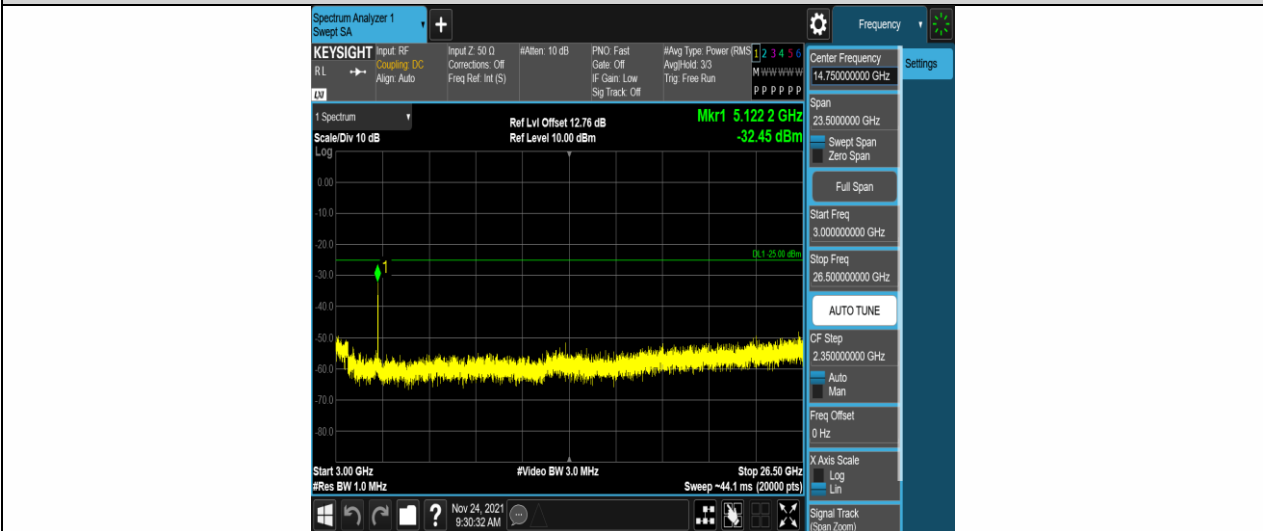 Spectrum Analyzer 1
Swept SA
+
Frequency
KEYSIGHT
RL
LXI
Input: RF
Coupling: DC
Align: Auto
Input Z: 50 Ω
Corrections: Off
Freq Ref: Int (S)
#Atten: 10 dB
PNO: Fast
Gate: Off
IF Gain: Low
Sig Track: Off
#Avg Type: Power (RMS
Avg|Hold: 3/3
Trig: Free Run
1 2 3 4 5 6
M W W W W W
P P P P P P
1 Spectrum
Scale/Div 10 dB
Log
Ref Lvl Offset 12.76 dB
Ref Level 10.00 dBm
Mkr1 5.122 2 GHz
-32.45 dBm
0.00
-10.0
-20.0
-30.0
-40.0
-50.0
-60.0
-70.0
-80.0
DL1 -25.00 dBm
1
Start 3.00 GHz
#Res BW 1.0 MHz
#Video BW 3.0 MHz
Stop 26.50 GHz
Sweep ~44.1 ms (20000 pts)
?
Nov 24, 2021
9:30:32 AM
Center Frequency
14.750000000 GHz
Settings
Span
23.5000000 GHz
Swept Span
Zero Span
Full Span
Start Freq
3.000000000 GHz
Stop Freq
26.500000000 GHz
AUTO TUNE
CF Step
2.350000000 GHz
Auto
Man
Freq Offset
0 Hz
X Axis Scale
Log
Lin
Signal Track
(Span Zoom)